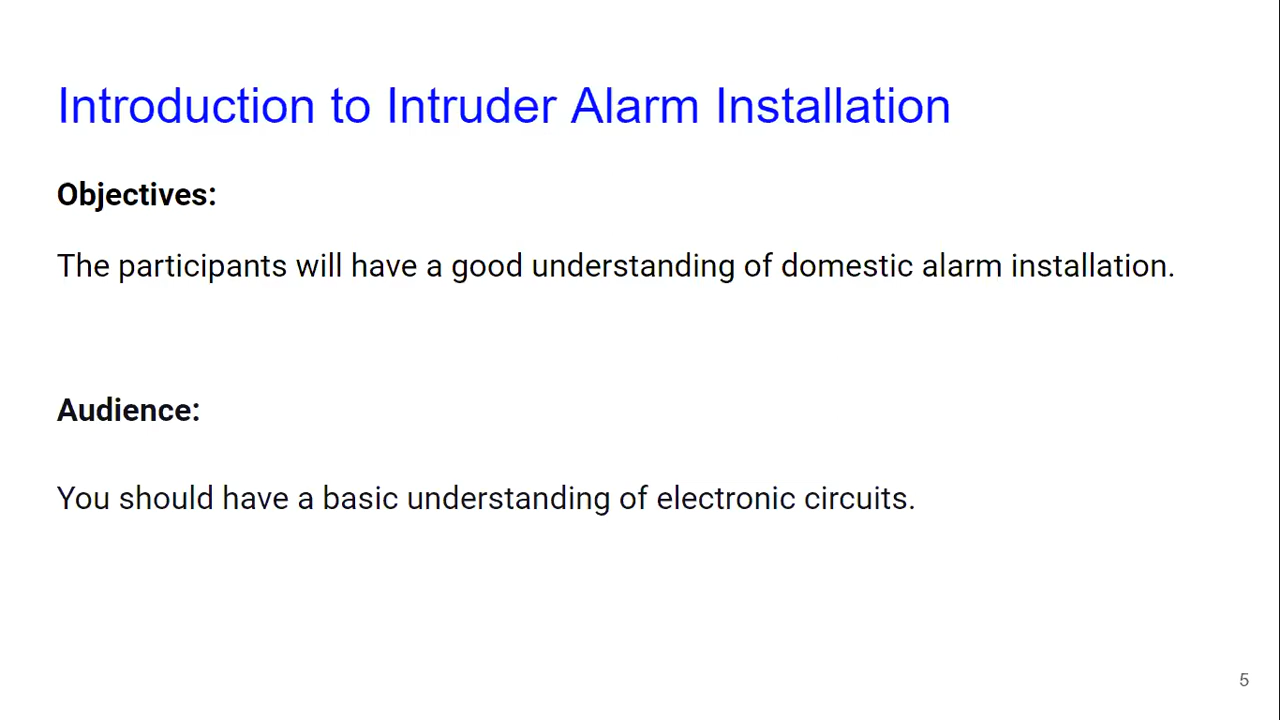 Introduction to Intruder Alarm Installation
Objectives:
The participants will have a good understanding of domestic alarm installation.
Audience:
You should have a basic understanding of electronic circuits.
5